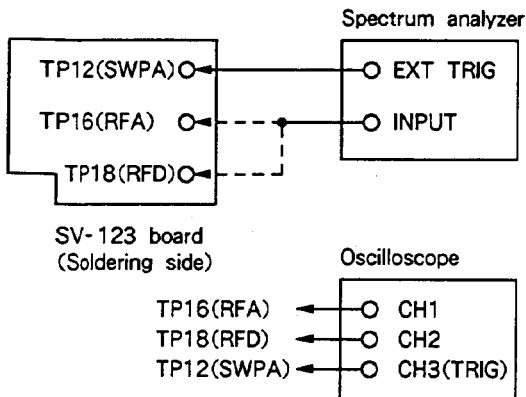 Spectrum analyzer
TP12(SWPA)
EXT TRIG
TP16(RFA)
INPUT
TP18(RFD)
SV-123 board
(Soldering side)
Oscilloscope
TP16(RFA)
CH1
TP18(RFD)
CH2
TP12(SWPA)
CH3(TRIG)